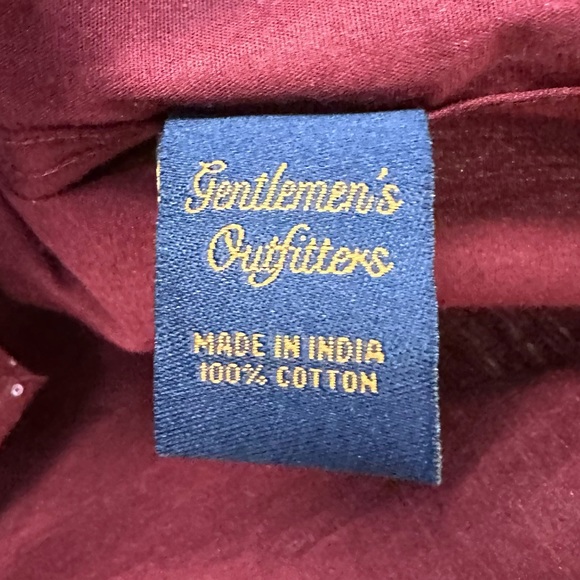 Gentlemen's
Outfitters
MADE IN INDIA
100% COTTON